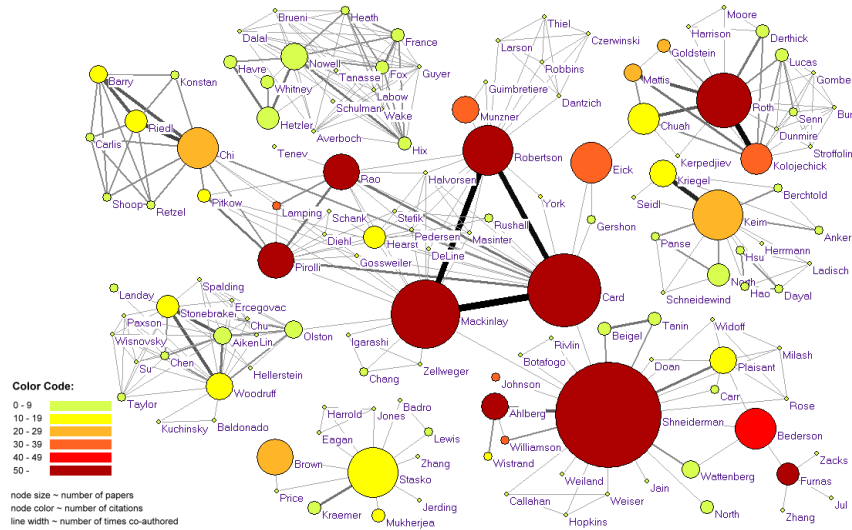 Brueni
Heath
Dalal
France
Nowell
Tanasse
Fox
Guyer
Havre
Whitney
Labow
Schulman
Wake
Hetzler
Averboch
Hix
Tenev
Barry
Konstan
Riedl
Carlis
Chi
Shoop
Retzel
Pitkow
Thiel
Czerwinski
Larson
Robbins
Guimbretiere
Dantzich
Munzner
Robertson
Rao
Halvorsen
Lamping
Schank
Stefik
Rushall
York
Pedersen
Masinter
Diehl
Hearst
DeLine
Gossweiler
Pirolli
Mackinlay
Card
Eick
Gershon
Moore
Harrison
Derthick
Goldstein
Lucas
Mattis
Roth
Senn
Chuah
Dunmire
Stroffolin
Kerpedjiev
Kolojechick
Kriegel
Berchtold
Seidl
Keim
Anker
Panse
Hsu
Herrmann
Ladisch
North
Schneidewind
Hao
Dayal
Spalding
Landay
Stonebraker
Ercegovac
Paxson
Chu
Olston
Wisnovsky
Aiken
Lin
Chen
Su
Hellerstein
Woodruff
Taylor
Kuchinsky
Baldonado
Igarashi
Zellweger
Chang
Rivlin
Beigel
Tanin
Botafogo
Widoff
Doan
Plaisant
Milash
Carr
Rose
Johnson
Ahlberg
Shneiderman
Williamson
Wistrand
Bederson
Wattenberg
Zacks
Furnas
Jul
Zhang
North
Jain
Weiland
Weiser
Callahan
Hopkins
Harrold
Jones
Badro
Eagan
Lewis
Brown
Zhang
Stasko
Price
Kraemer
Jerding
Mukherjea
Color Code:
0 - 9
10 - 19
20 - 29
30 - 39
40 - 49
50 -
node size ~ number of papers
node color ~ number of citations
line width ~ number of times co-authored